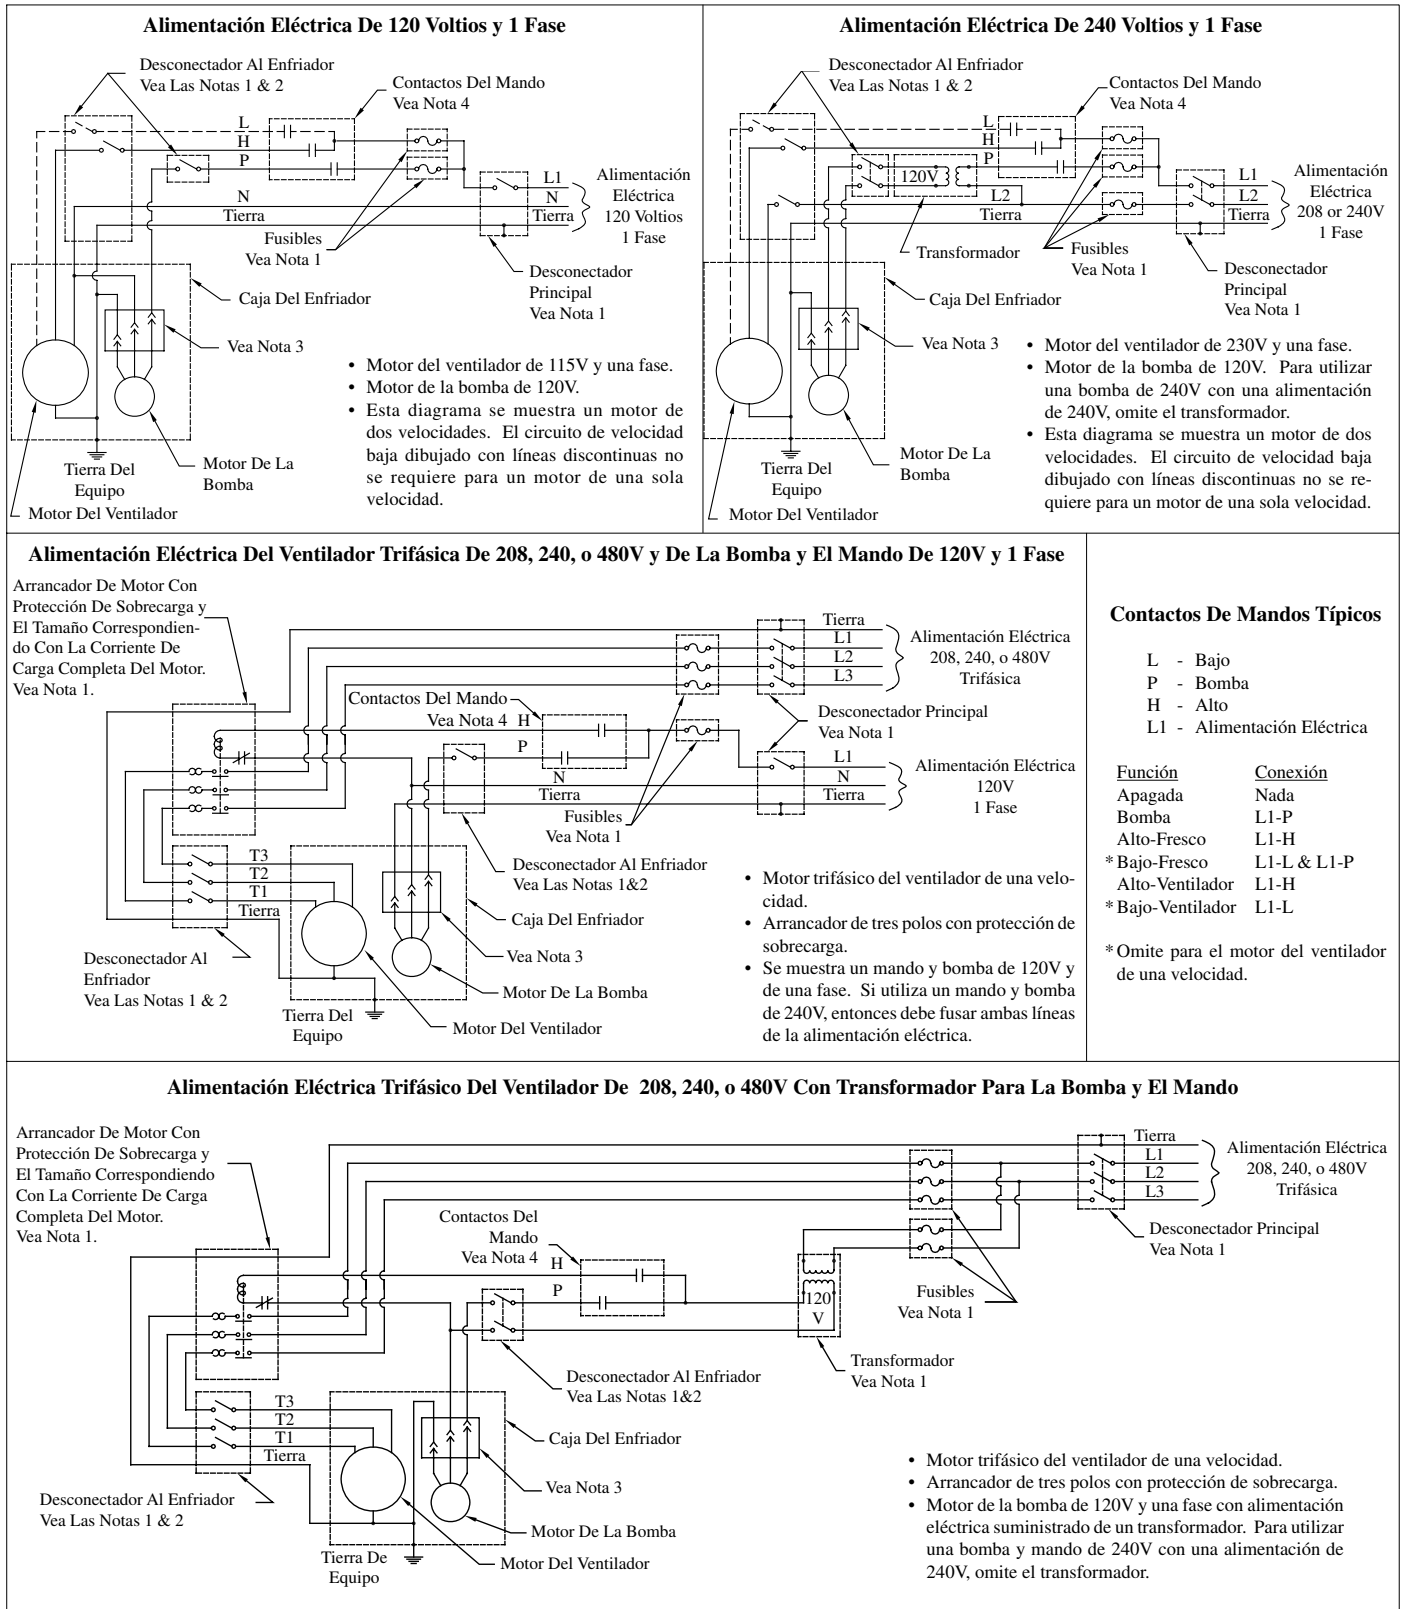 Alimentación Eléctrica De 120 Voltios y 1 Fase
Desconectador Al Enfriador
Vea Las Notas 1 & 2
Contactos Del Mando
Vea Nota 4
L
H
P
N
Tierra
L1
N
Tierra
Alimentación
Eléctrica
120 Voltios
1 Fase
Fusibles
Vea Nota 1
Desconectador
Principal
Vea Nota 1
Caja Del Enfriador
Vea Nota 3
Tierra Del
Equipo
Motor De La
Bomba
Motor Del Ventilador
• Motor del ventilador de 115V y una fase.
• Motor de la bomba de 120V.
• Esta diagrama se muestra un motor de
dos velocidades. El circuito de velocidad
baja dibujado con líneas discontinuas no
se requiere para un motor de una sola
velocidad.
Alimentación Eléctrica De 240 Voltios y 1 Fase
Desconectador Al Enfriador
Vea Las Notas 1 & 2
Contactos Del Mando
Vea Nota 4
L
H
P
120V
L2
Tierra
L1
L2
Tierra
Alimentación
Eléctrica
208 or 240V
1 Fase
Transformador
Fusibles
Vea Nota 1
Desconectador
Principal
Vea Nota 1
Caja Del Enfriador
Vea Nota 3
Tierra Del
Equipo
Motor De La
Bomba
Motor Del Ventilador
• Motor del ventilador de 230V y una fase.
• Motor de la bomba de 120V. Para utilizar
una bomba de 240V con una alimentación
de 240V, omite el transformador.
• Esta diagrama se muestra un motor de dos
velocidades. El circuito de velocidad baja
dibujado con líneas discontinuas no se re-
quiere para un motor de una sola velocidad.
Alimentación Eléctrica Del Ventilador Trifásica De 208, 240, o 480V y De La Bomba y El Mando De 120V y 1 Fase
Arrancador De Motor Con
Protección De Sobrecarga y
El Tamaño Correspondien-
do Con La Corriente De
Carga Completa Del Motor.
Vea Nota 1.
Tierra
L1
L2
L3
Alimentación Eléctrica
208, 240, o 480V
Trifásica
Contactos Del Mando
Vea Nota 4
H
P
N
Tierra
Desconectador Principal
Vea Nota 1
L1
N
Tierra
Alimentación Eléctrica
120V
1 Fase
Fusibles
Vea Nota 1
Desconectador Al Enfriador
Vea Las Notas 1&2
T3
T2
T1
Tierra
Caja Del Enfriador
Vea Nota 3
Motor De La Bomba
Desconectador Al
Enfriador
Vea Las Notas 1 & 2
Tierra Del
Equipo
Motor Del Ventilador
• Motor trifásico del ventilador de una velo-
cidad.
• Arrancador de tres polos con protección de
sobrecarga.
• Se muestra un mando y bomba de 120V y
de una fase. Si utiliza un mando y bomba
de 240V, entonces debe fusar ambas líneas
de la alimentación eléctrica.
Contactos De Mandos Típicos
L - Bajo
P - Bomba
H - Alto
L1 - Alimentación Eléctrica
Función Conexión
Apagada Nada
Bomba L1-P
Alto-Fresco L1-H
* Bajo-Fresco L1-L & L1-P
Alto-Ventilador L1-H
* Bajo-Ventilador L1-L
* Omite para el motor del ventilador
de una velocidad.
Alimentación Eléctrica Trifásico Del Ventilador De 208, 240, o 480V Con Transformador Para La Bomba y El Mando
Arrancador De Motor Con
Protección De Sobrecarga y
El Tamaño Correspondiendo
Con La Corriente De Carga
Completa Del Motor.
Vea Nota 1.
Tierra
L1
L2
L3
Alimentación Eléctrica
208, 240, o 480V
Trifásica
Desconectador Principal
Vea Nota 1
Contactos Del
Mando
Vea Nota 4
H
P
120
V
Fusibles
Vea Nota 1
Transformador
Vea Nota 1
Desconectador Al Enfriador
Vea Las Notas 1&2
T3
T2
T1
Tierra
Caja Del Enfriador
Vea Nota 3
Motor De La Bomba
Desconectador Al Enfriador
Vea Las Notas 1 & 2
Tierra De
Equipo
Motor Del Ventilador
• Motor trifásico del ventilador de una velocidad.
• Arrancador de tres polos con protección de sobrecarga.
• Motor de la bomba de 120V y una fase con alimentación
eléctrica suministrado de un transformador. Para utilizar
una bomba y mando de 240V con una alimentación de
240V, omite el transformador.